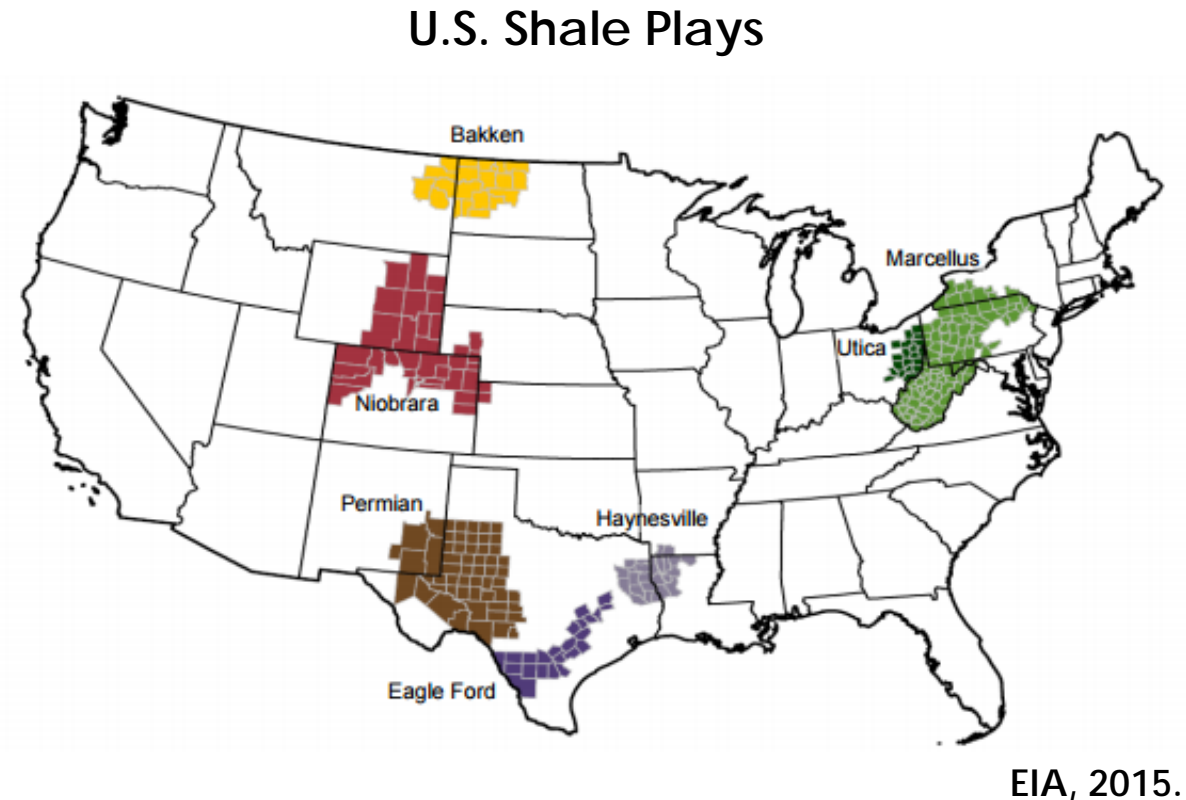 U.S. Shale Plays
Bakken
Marcellus
Utica
Niobrara
Permian
Haynesville
Eagle Ford
EIA, 2015.